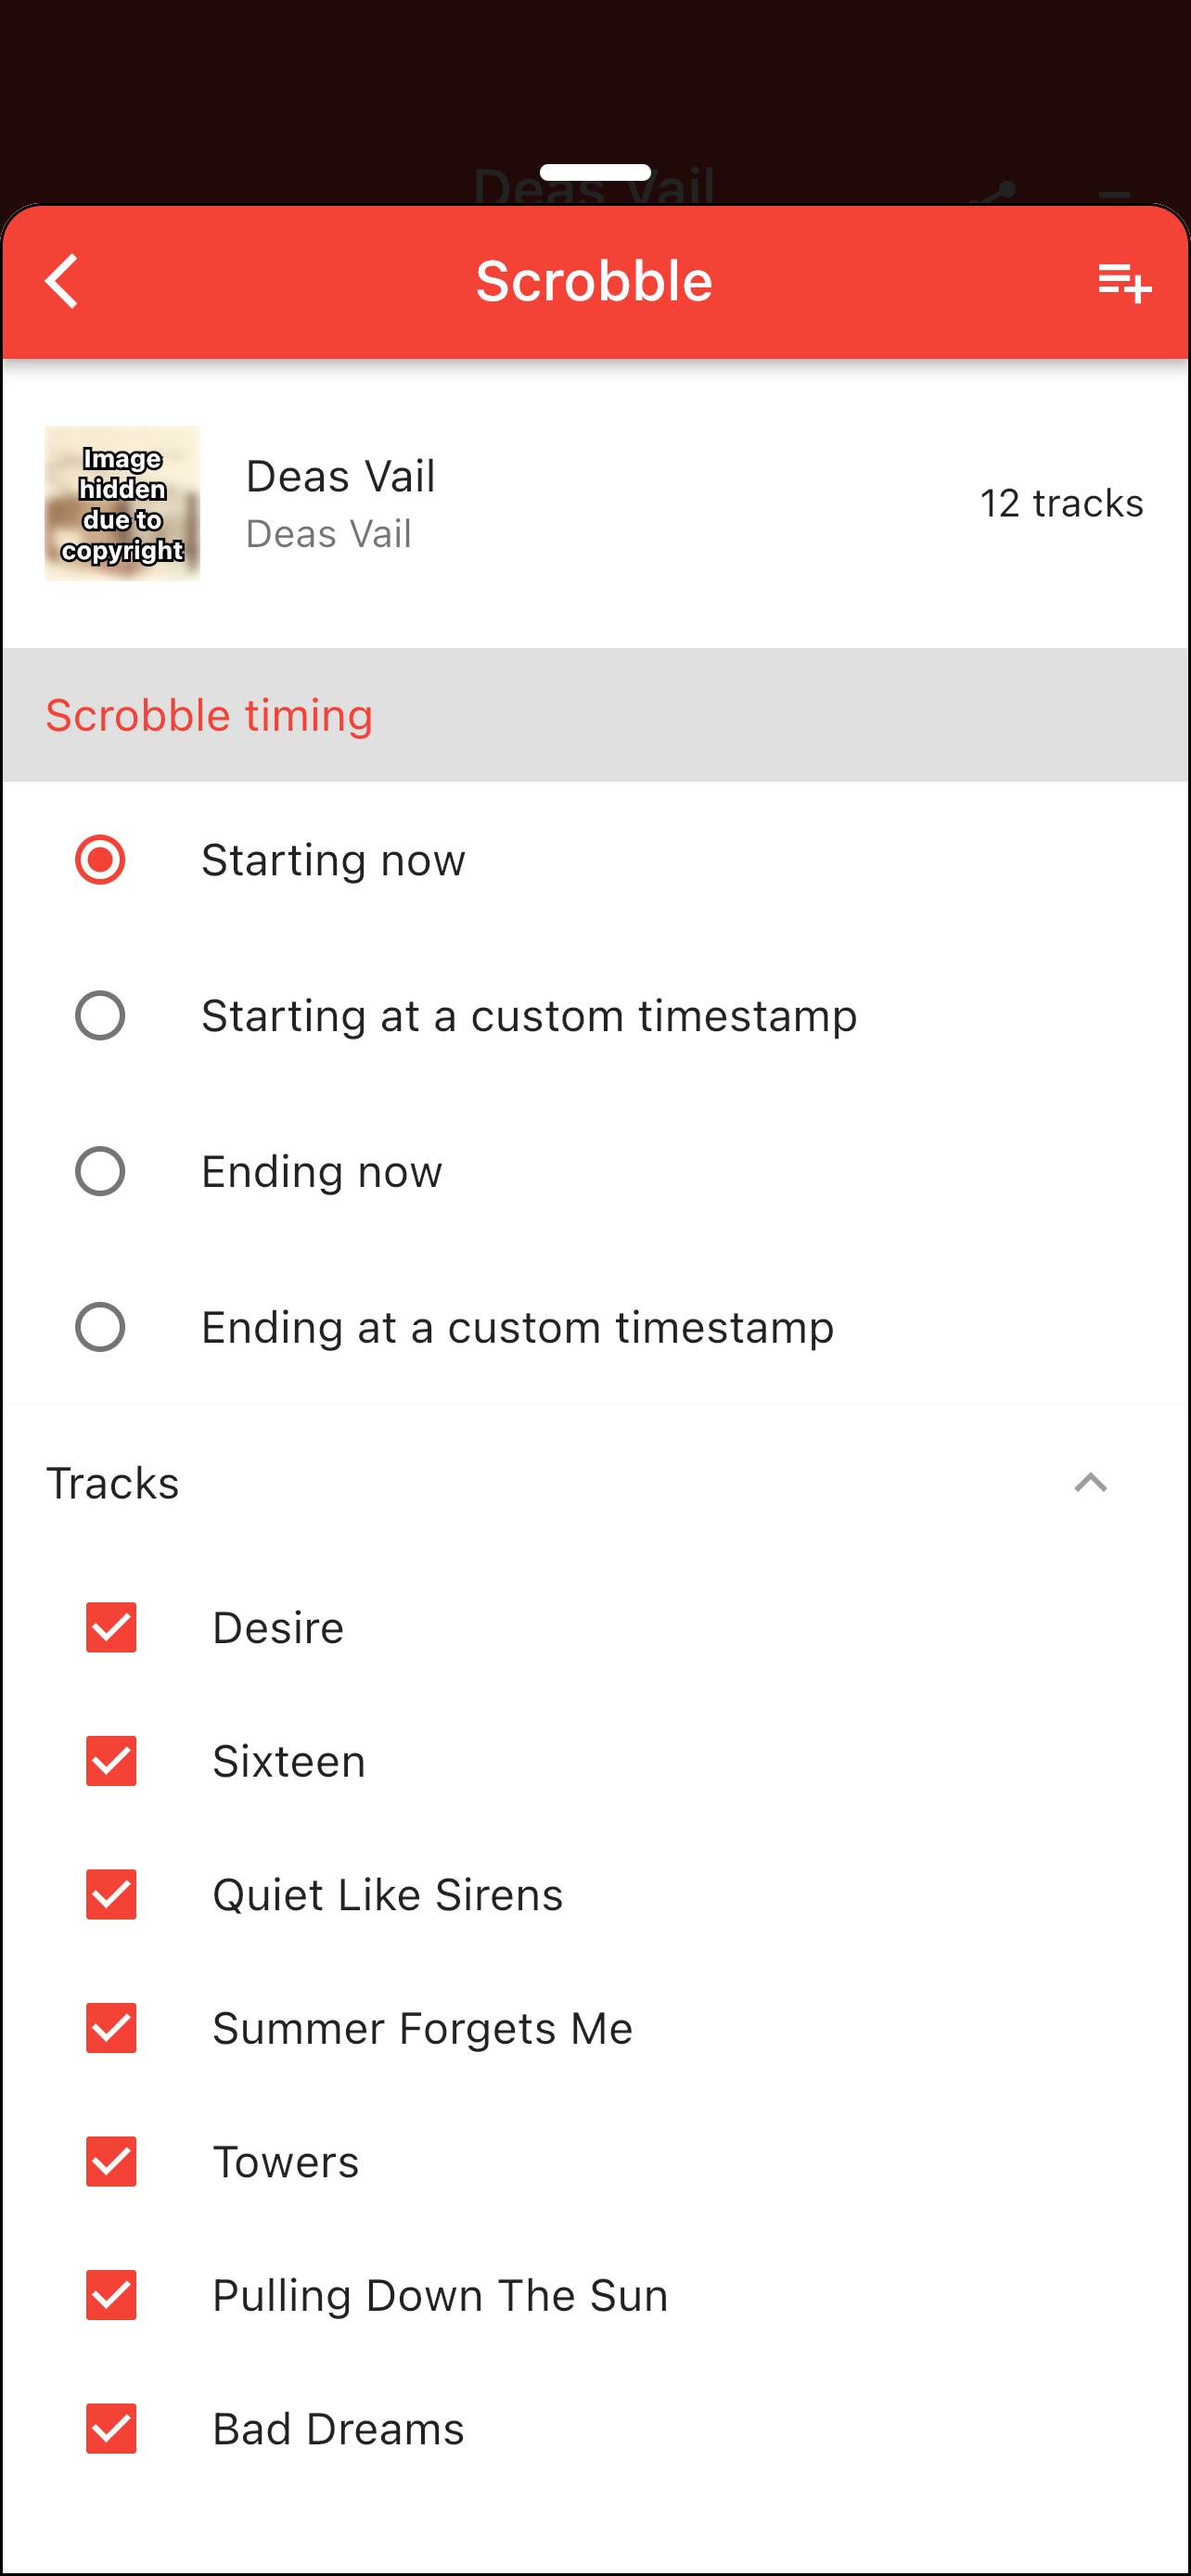 Deas Vail
Scrobble
Image
hidden
due to
copyright
Deas Vail
Deas Vail
12 tracks
Scrobble timing
Starting now
Starting at a custom timestamp
Ending now
Ending at a custom timestamp
Tracks
Desire
Sixteen
Quiet Like Sirens
Summer Forgets Me
Towers
Pulling Down The Sun
Bad Dreams